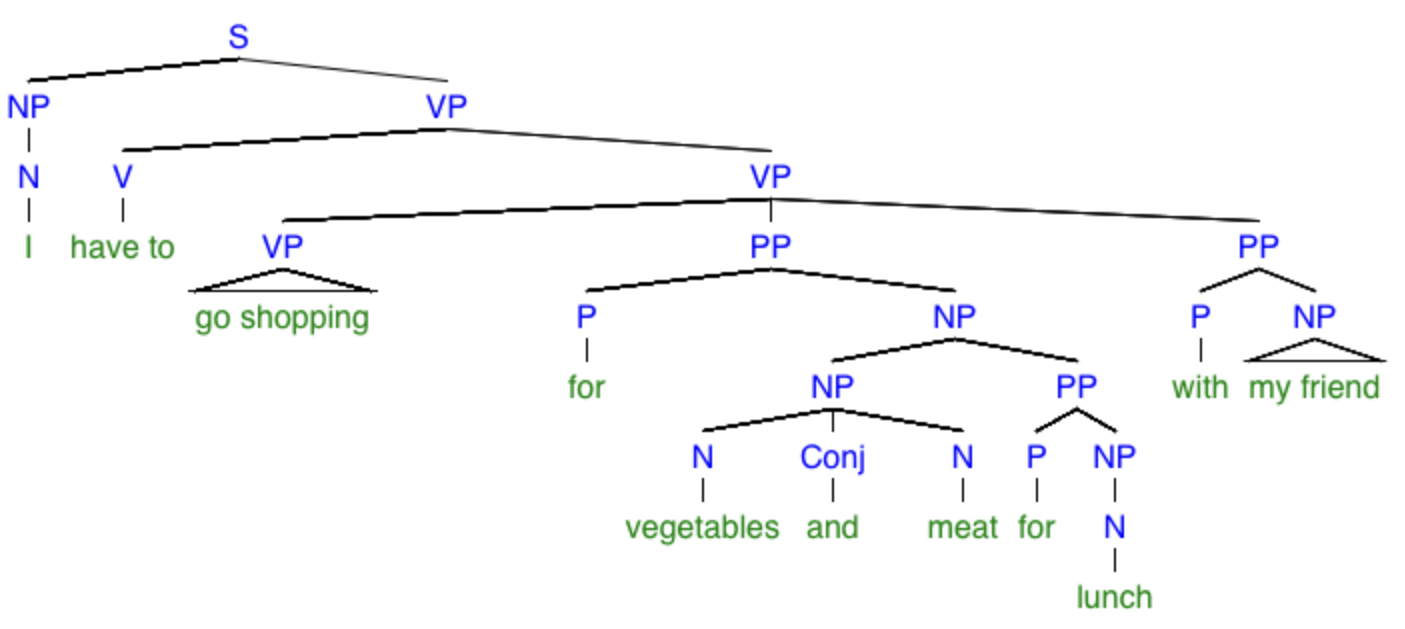 S
NP VP
N V VP
I have to VP PP PP
go shopping P NP P NP
for NP PP with my friend
N Conj N P NP
vegetables and meat for N
lunch